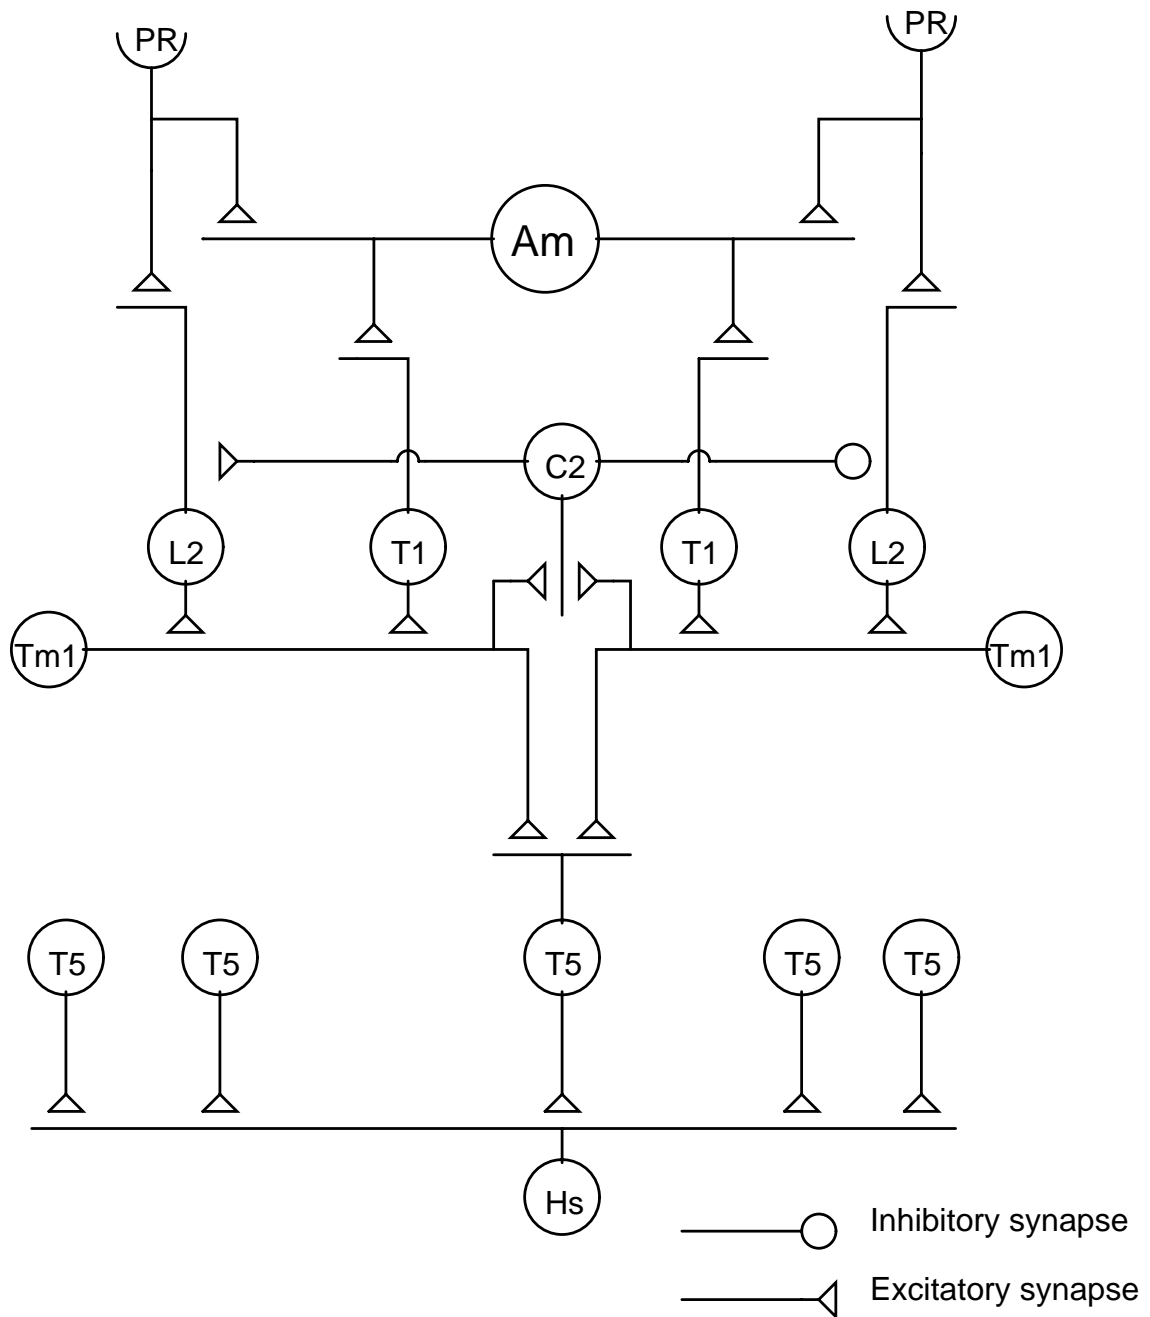 PR PR
Am
C2
L2 T1 T1 L2
Tm1 Tm1
T5 T5 T5 T5 T5
Hs
Inhibitory synapse
Excitatory synapse